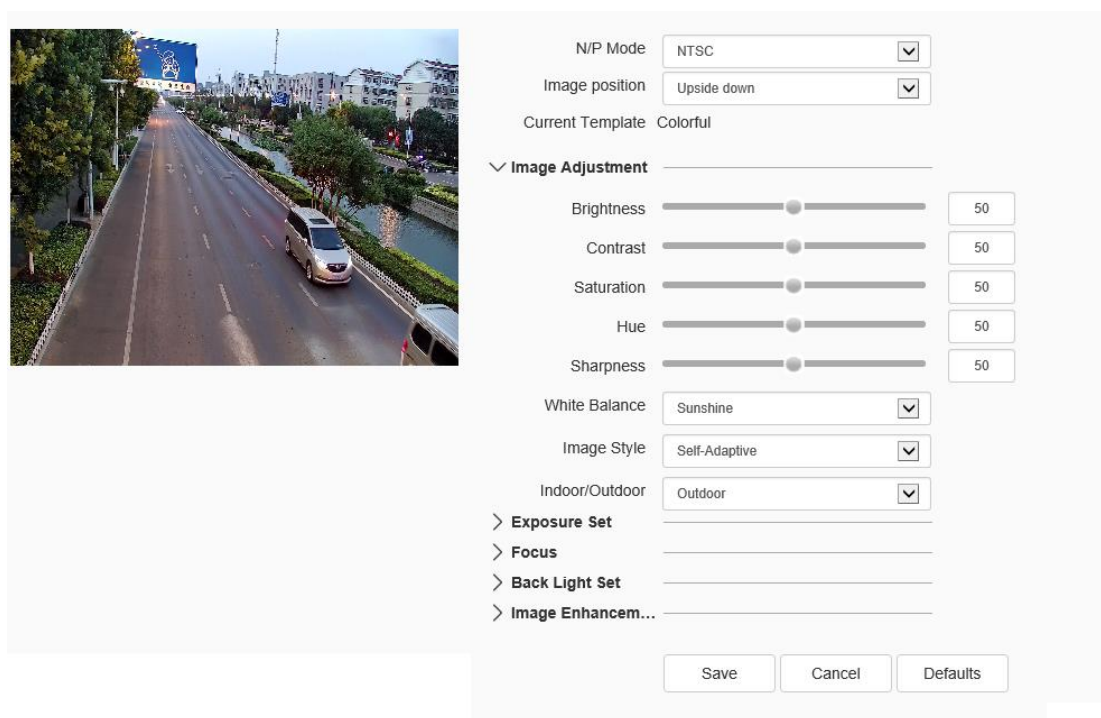 N/P Mode NTSC
Image position Upside down
Current Template Colorful
Image Adjustment
Brightness 50
Contrast 50
Saturation 50
Hue 50
Sharpness 50
White Balance Sunshine
Image Style Self-Adaptive
Indoor/Outdoor Outdoor
Exposure Set
Focus
Back Light Set
Image Enhancem...
Save Cancel Defaults